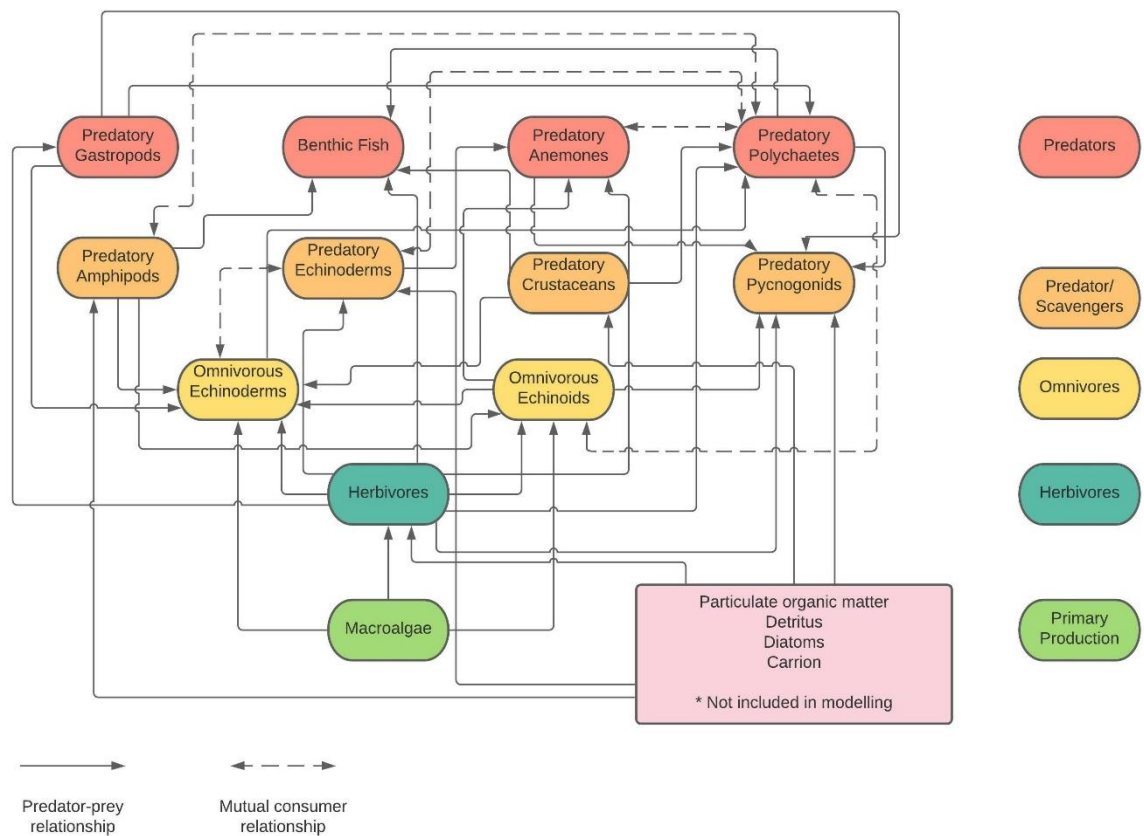 Predatory
Gastropods
Benthic Fish
Predatory
Anemones
Predatory
Polychaetes
Predators
Predatory
Amphipods
Predatory
Echinoderms
Predatory
Crustaceans
Predatory
Pycnogonids
Predator/
Scavengers
Omnivorous
Echinoderms
Omnivorous
Echinoids
Omnivores
Herbivores
Herbivores
Macroalgae
Particulate organic matter
Detritus
Diatoms
Carrion
* Not included in modelling
Primary
Production
Predator-prey
relationship
Mutual consumer
relationship